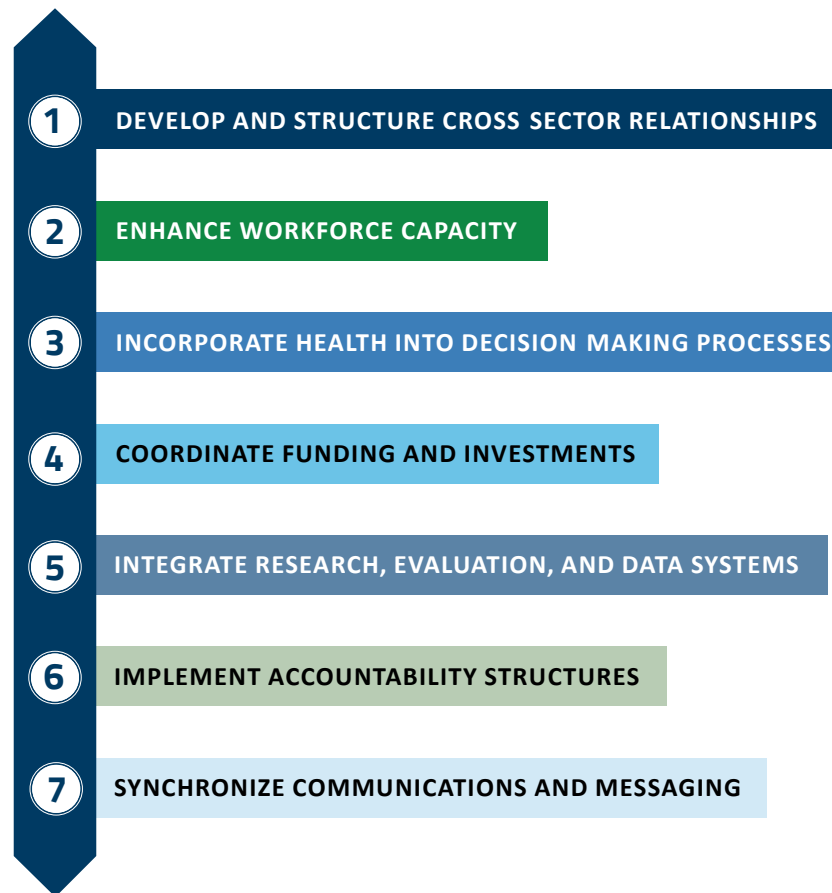 1 DEVELOP AND STRUCTURE CROSS SECTOR RELATIONSHIPS
2 ENHANCE WORKFORCE CAPACITY
3 INCORPORATE HEALTH INTO DECISION MAKING PROCESSES
4 COORDINATE FUNDING AND INVESTMENTS
5 INTEGRATE RESEARCH, EVALUATION, AND DATA SYSTEMS
6 IMPLEMENT ACCOUNTABILITY STRUCTURES
7 SYNCHRONIZE COMMUNICATIONS AND MESSAGING